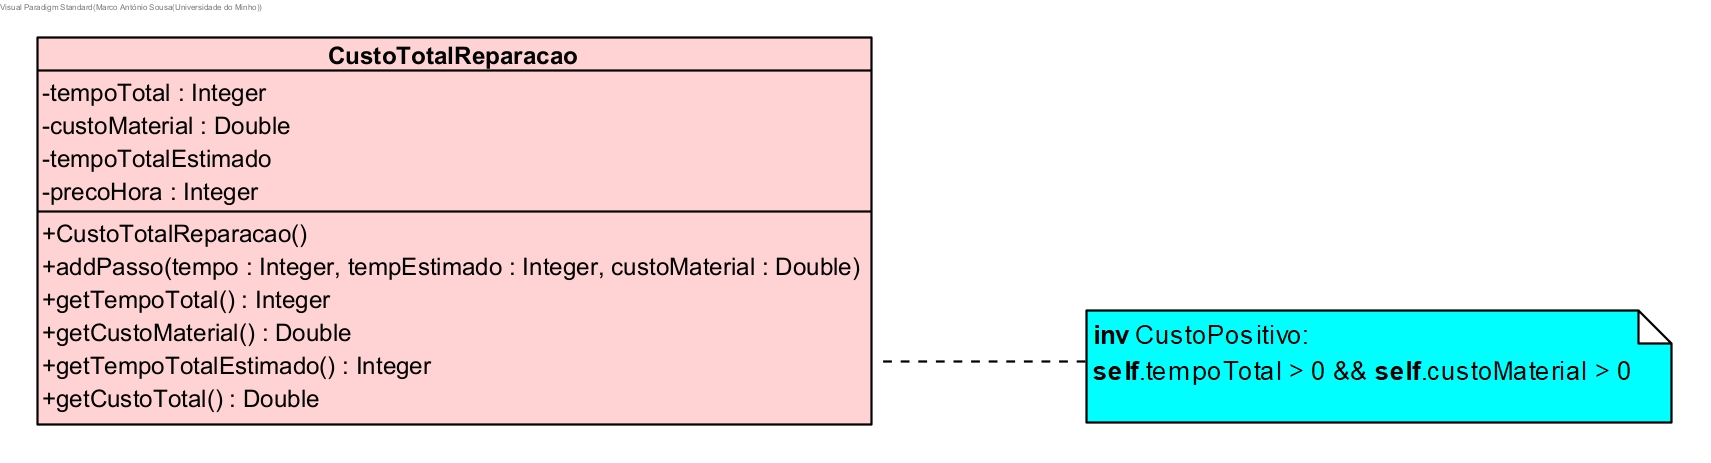 Visual Paradigm Standard(Marco António Sousa(Universidade do Minho))
CustoTotalReparacao
-tempoTotal : Integer
-custoMaterial : Double
-tempoTotalEstimado
-precoHora : Integer
+CustoTotalReparacao()
+addPasso(tempo : Integer, tempEstimado : Integer, custoMaterial : Double)
+getTempoTotal() : Integer
+getCustoMaterial() : Double
+getTempoTotalEstimado() : Integer
+getCustoTotal() : Double
inv CustoPositivo:
self.tempoTotal > 0 && self.custoMaterial > 0